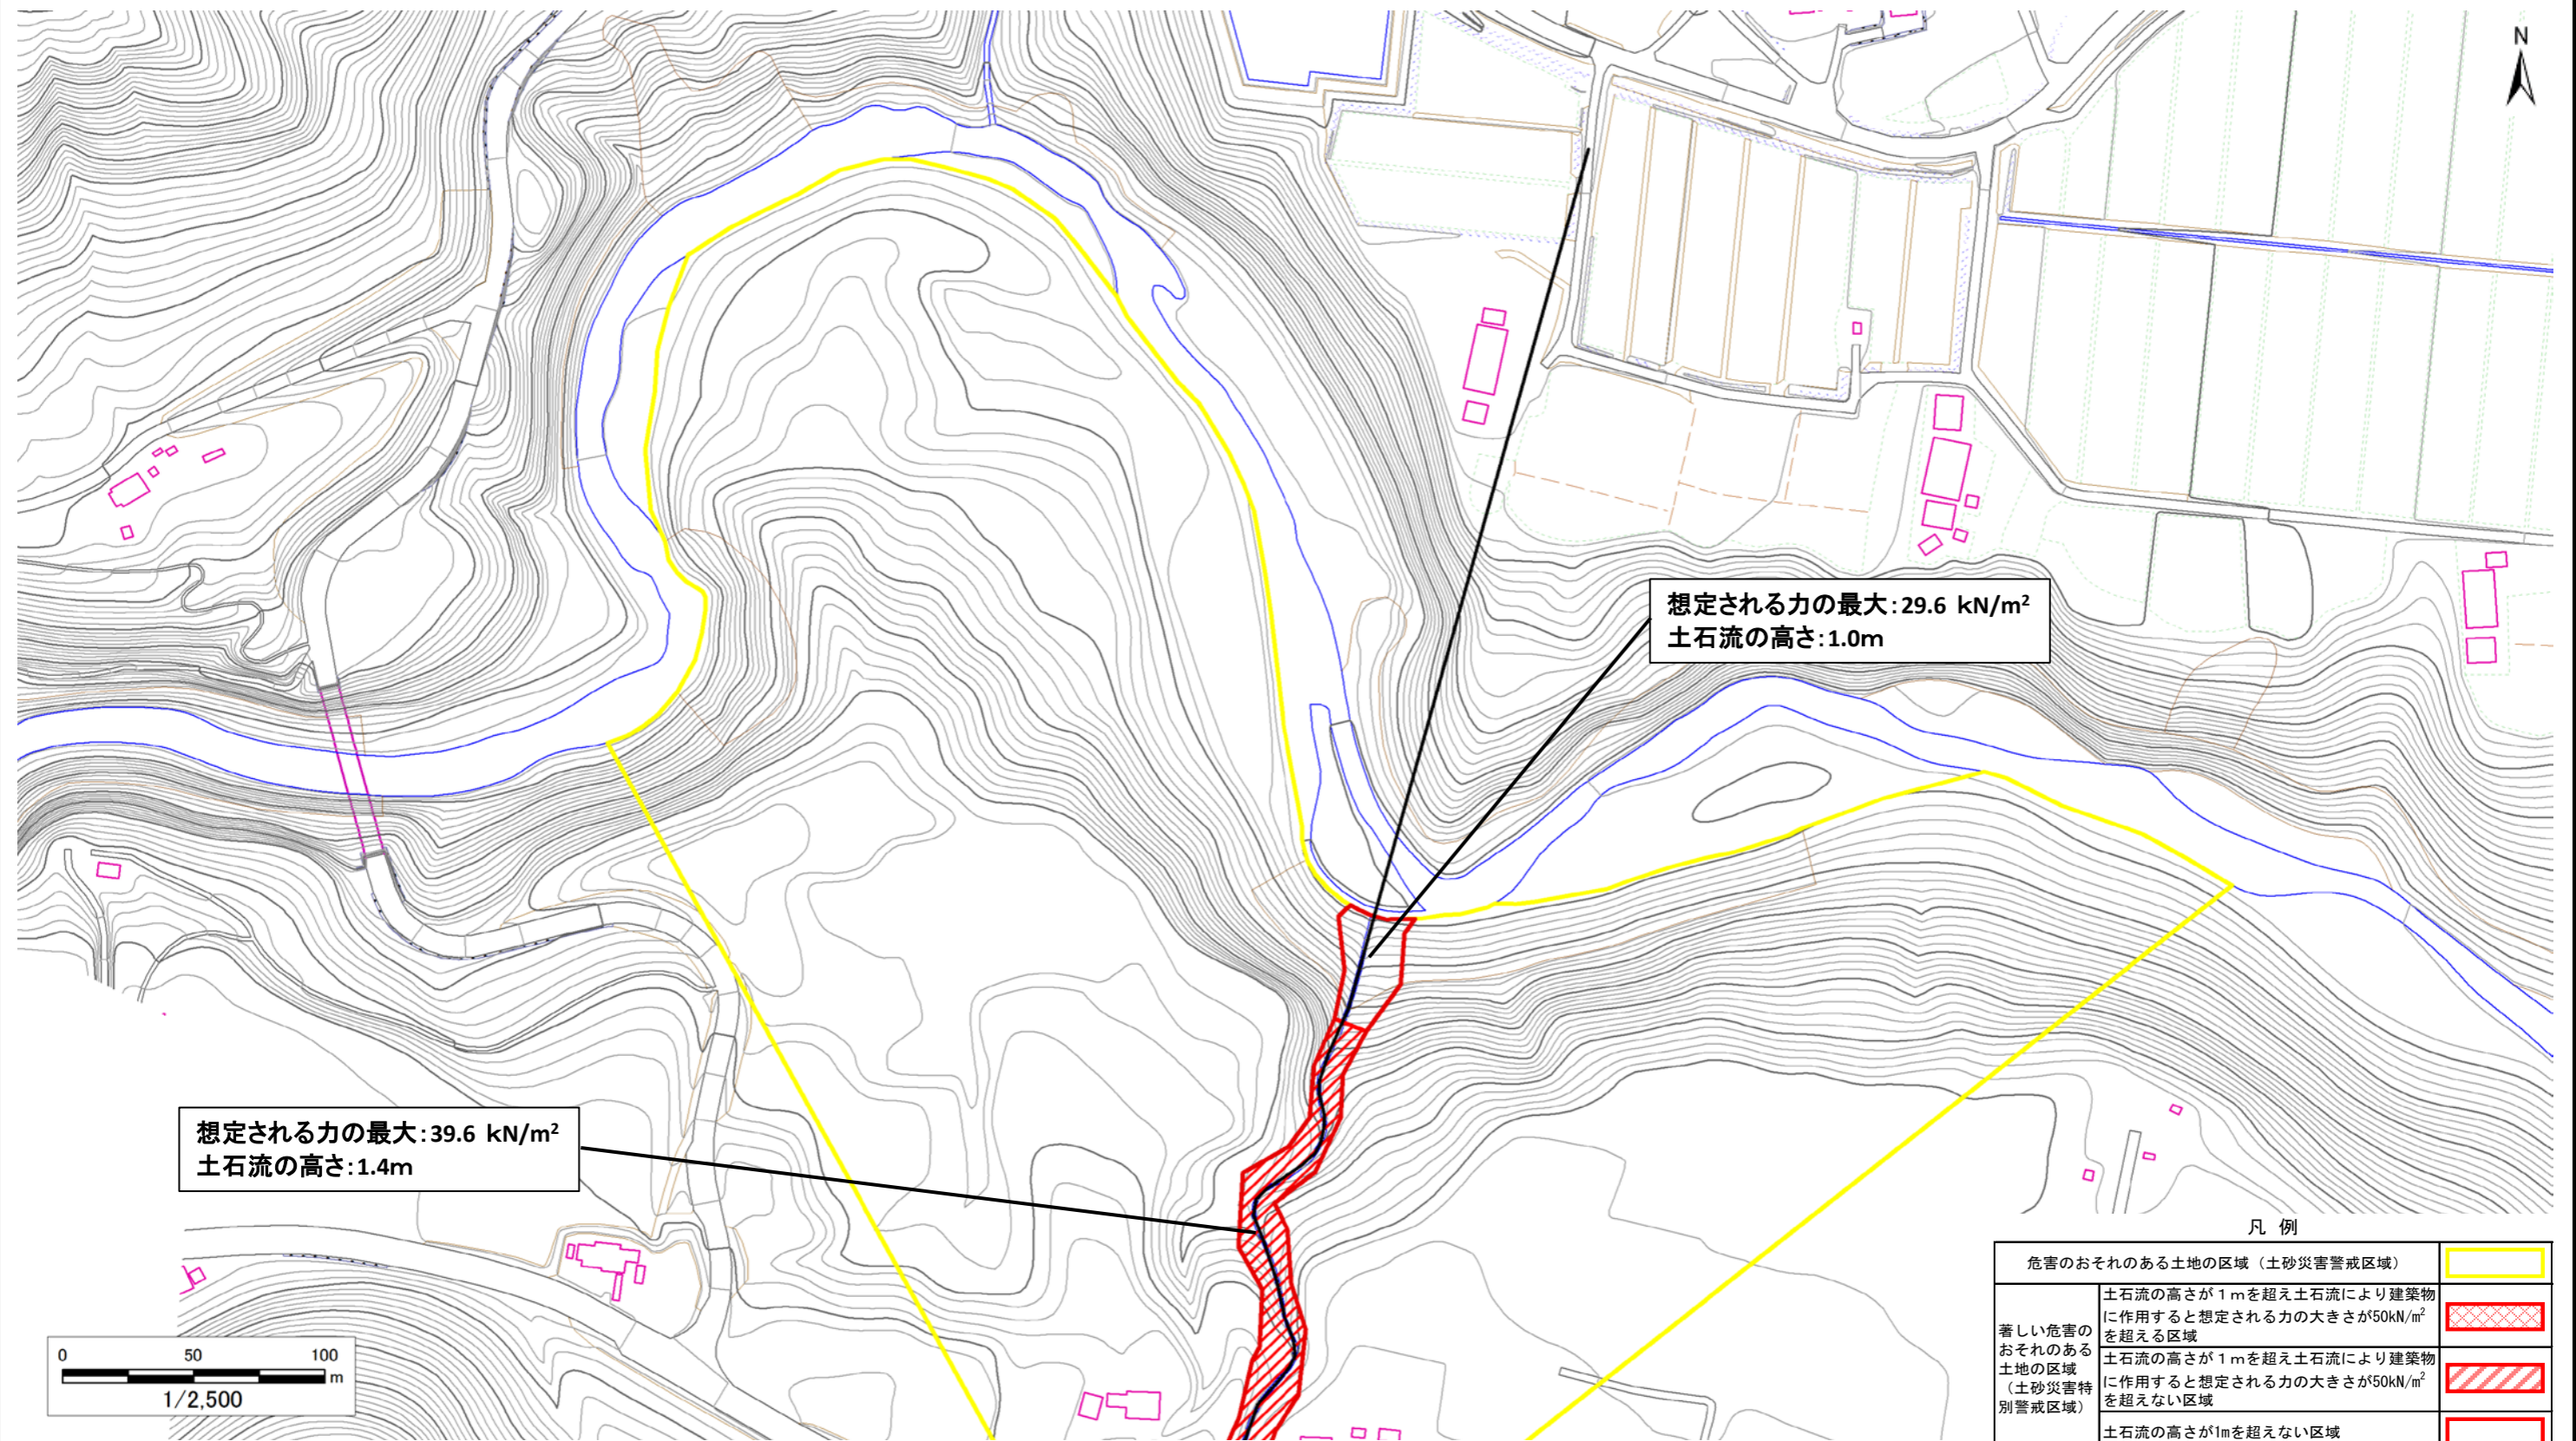 N
想定される力の最大:29.6 kN/m²
土石流の高さ:1.0m
想定される力の最大:39.6 kN/m²
土石流の高さ:1.4m
0 50 100
m
1/2,500
凡 例
危害のおそれのある土地の区域(土砂災害警戒区域)
著しい危害の
おそれのある
土地の区域
(土砂災害特
別警戒区域)
土石流の高さが1mを超え土石流により建築物
に作用すると想定される力の大きさが50kN/m²
を超える区域
土石流の高さが1mを超え土石流により建築物
に作用すると想定される力の大きさが50kN/m²
を超えない区域
土石流の高さが1mを超えない区域